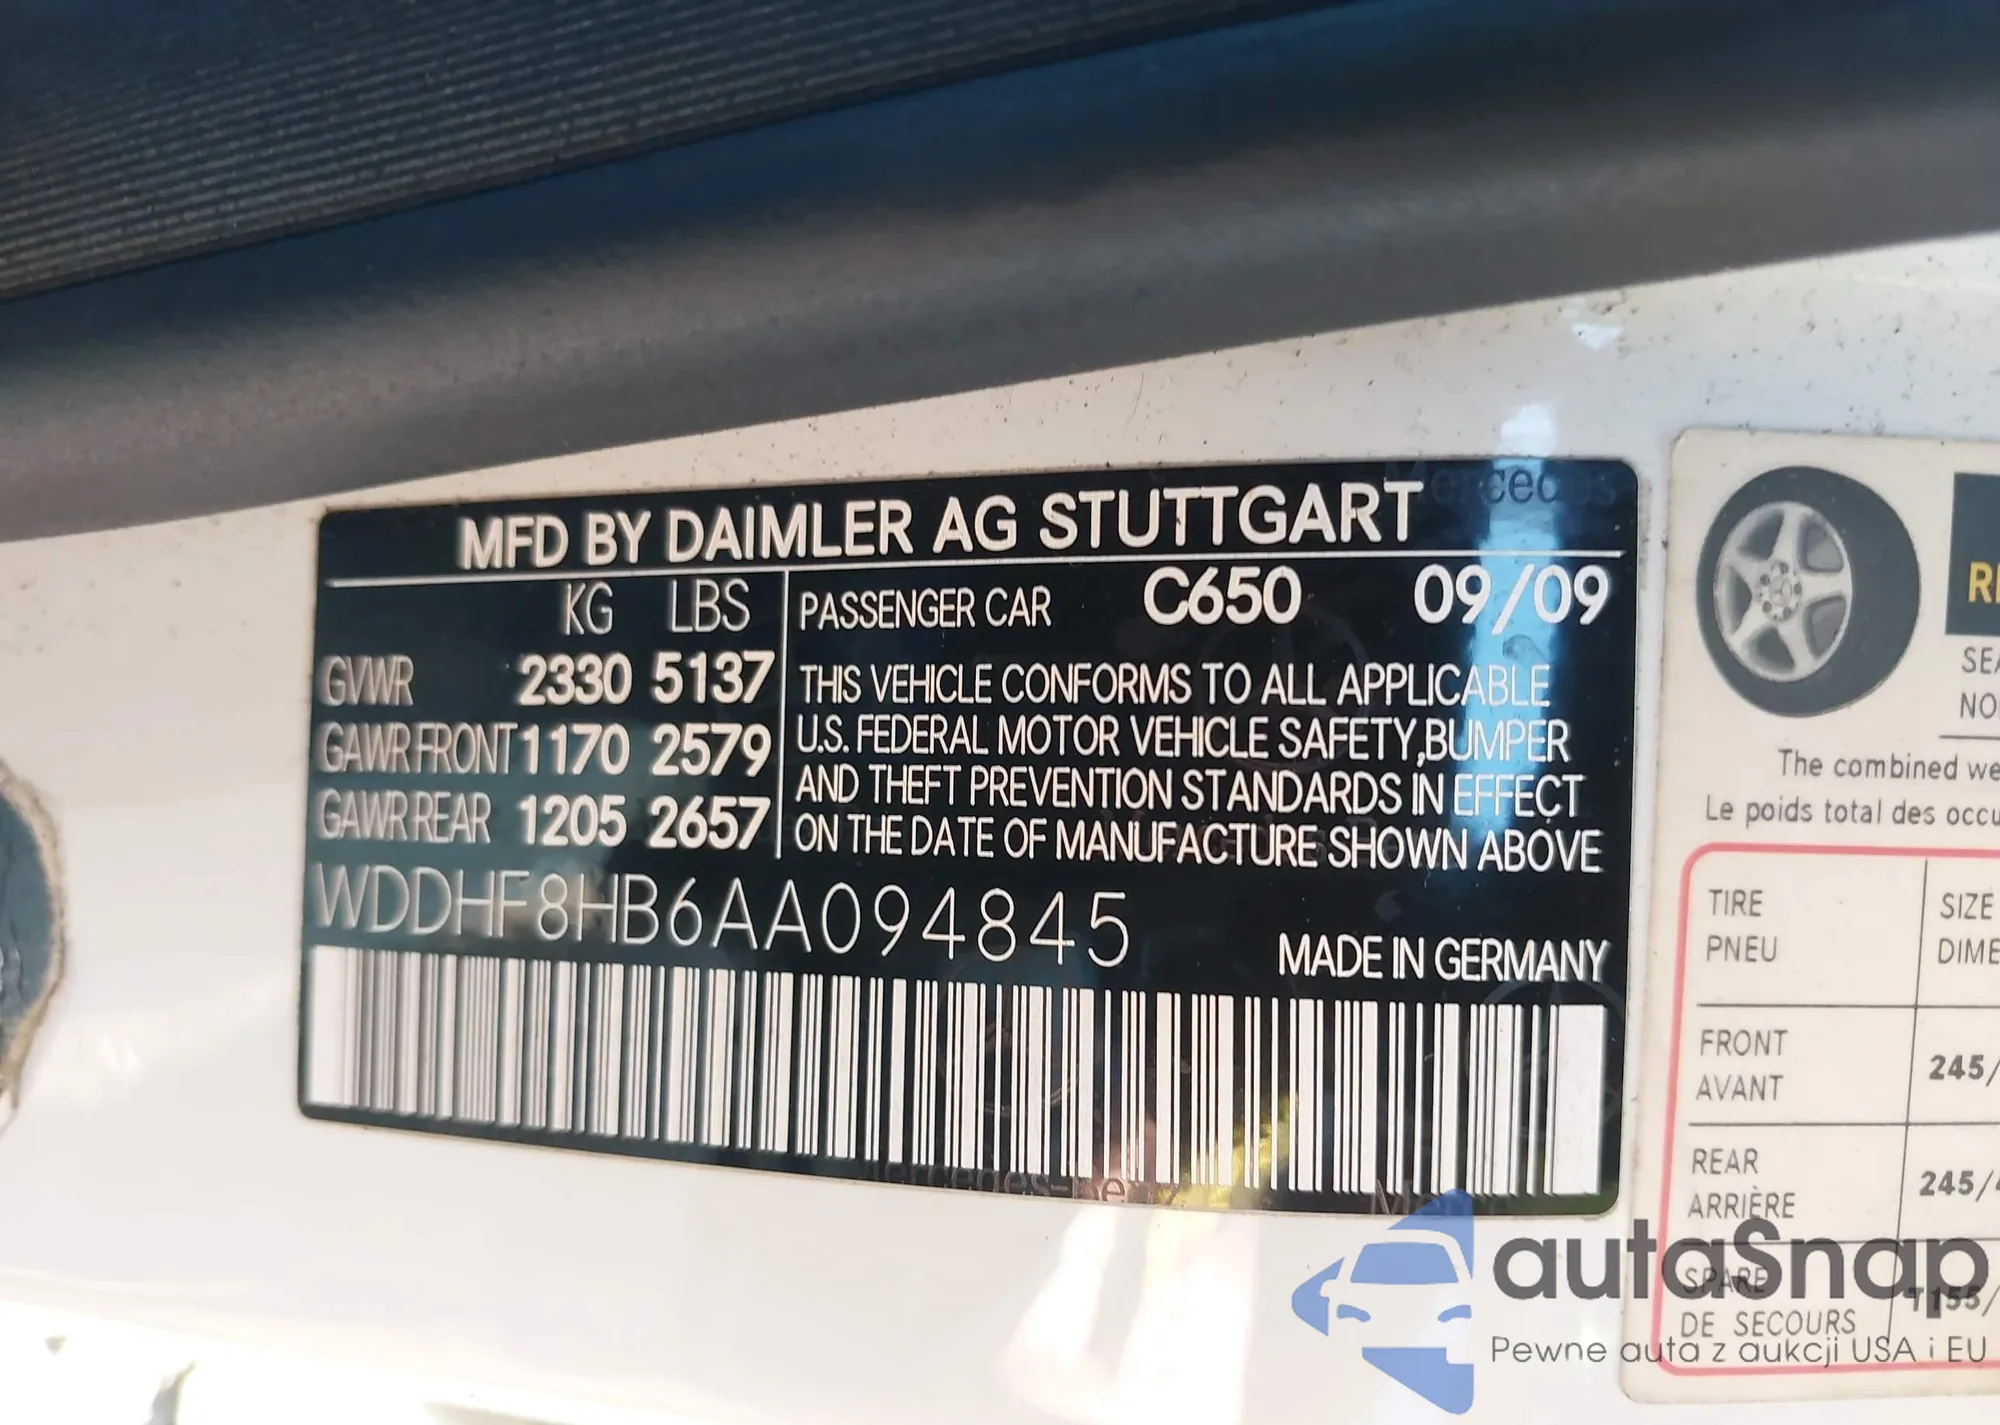 MFD BY DAIMLER AG STUTTGART
KG LBS
GVWR 2330 5137
GAWR FRONT 1170 2579
GAWR REAR 1205 2657
PASSENGER CAR C650 09/09
THIS VEHICLE CONFORMS TO ALL APPLICABLE
U.S. FEDERAL MOTOR VEHICLE SAFETY, BUMPER
AND THEFT PREVENTION STANDARDS IN EFFECT
ON THE DATE OF MANUFACTURE SHOWN ABOVE
WDDHF8HB6AA094845
MADE IN GERMANY
The combined
Le poids total des
TIRE SIZE
PNEU
FRONT
AVANT 245/
REAR
ARRIÈRE 245/4
SPARE
DE SECOURS T155/
autaSnap
Pewne auta z aukcji USA i EU